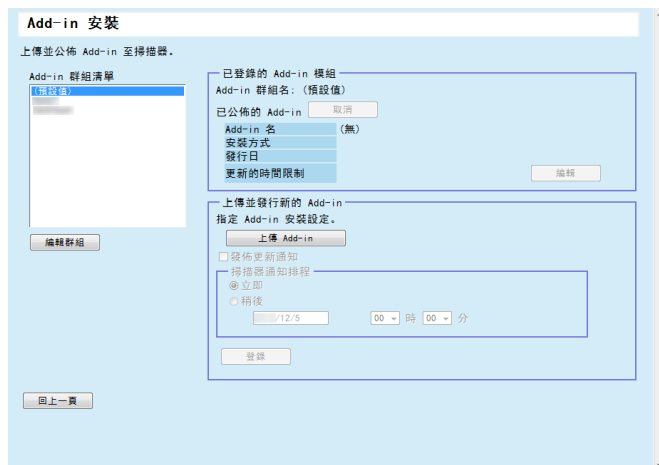 Add-in 安裝
上傳並公佈 Add-in 至掃描器。
Add-in 群組清單
(預設值)
編輯群組
已登錄的 Add-in 模組
Add-in 群組名: (預設值)
已公佈的 Add-in 取消
Add-in 名 (無)
安裝方式
發行日
更新的時間限制
編輯
上傳並發行新的 Add-in
指定 Add-in 安裝設定。
上傳 Add-in
發佈更新通知
掃描器通知排程
立即
稍後
/12/5 00 時 00 分
登錄
回上一頁